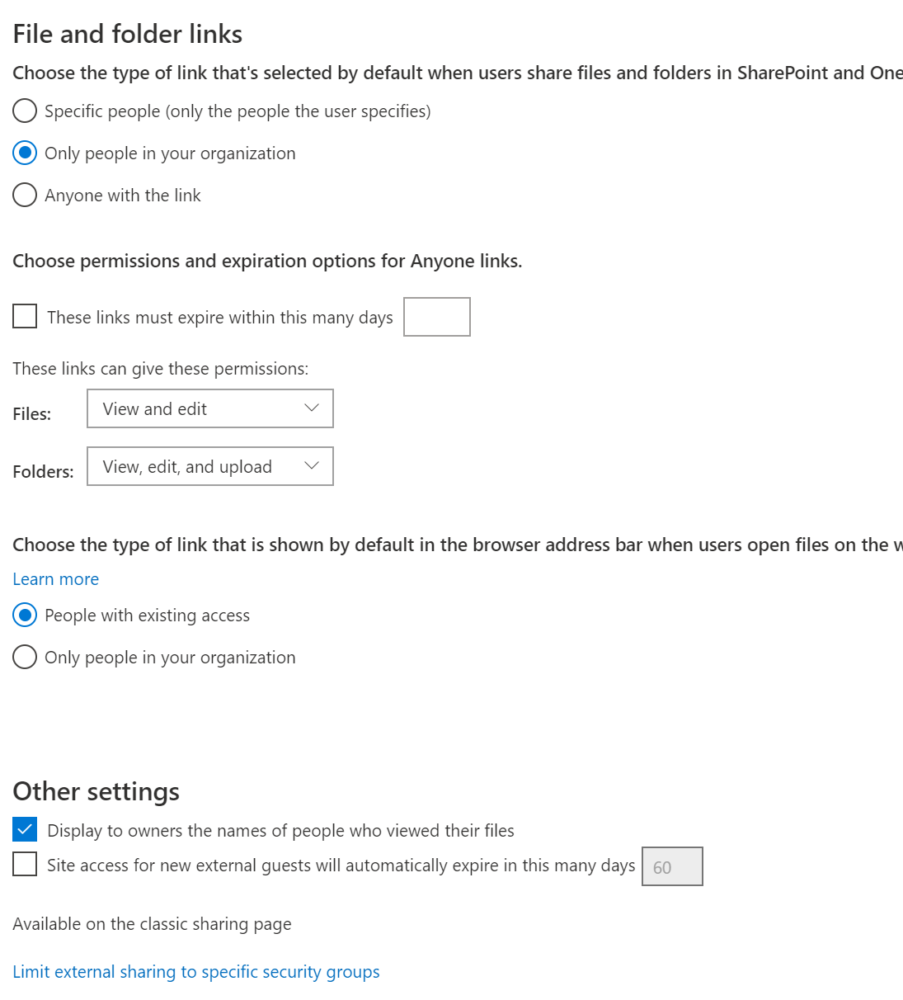 File and folder links
Choose the type of link that's selected by default when users share files and folders in SharePoint and One
Specific people (only the people the user specifies)
Only people in your organization
Anyone with the link
Choose permissions and expiration options for Anyone links.
These links must expire within this many days
These links can give these permissions:
Files: View and edit
Folders: View, edit, and upload
Choose the type of link that is shown by default in the browser address bar when users open files on the
Learn more
People with existing access
Only people in your organization
Other settings
Display to owners the names of people who viewed their files
Site access for new external guests will automatically expire in this many days 60
Available on the classic sharing page
Limit external sharing to specific security groups